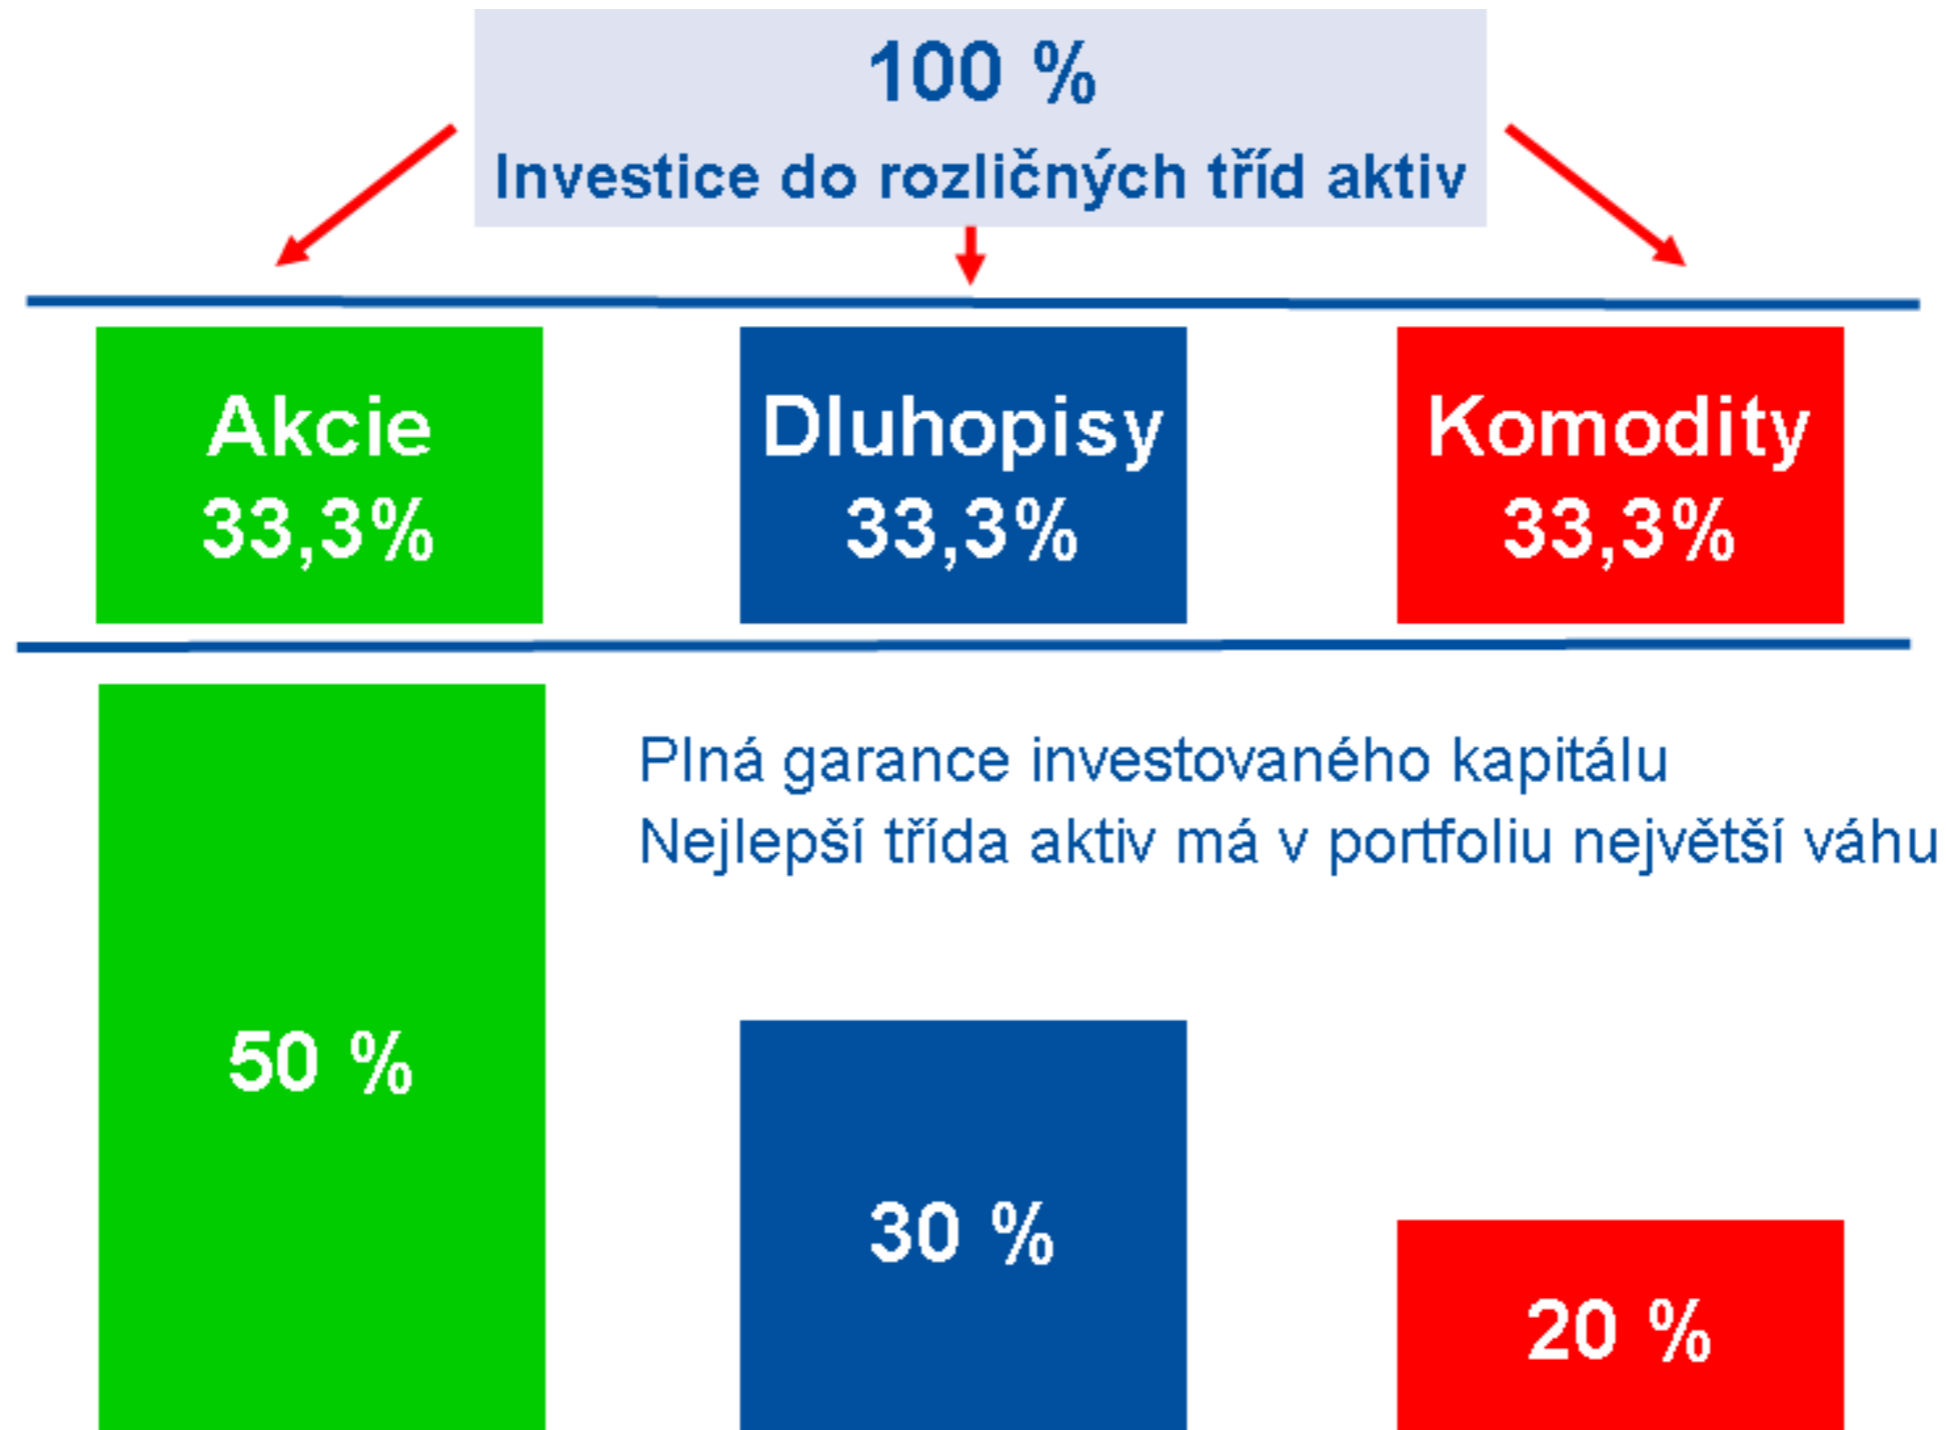 100 %
Investice do rozličných tříd aktiv
Akcie
33,3%
Dluhopisy
33,3%
Komodity
33,3%
Plná garance investovaného kapitálu
Nejlepší třída aktiv má v portfoliu největší váhu
50 %
30 %
20 %